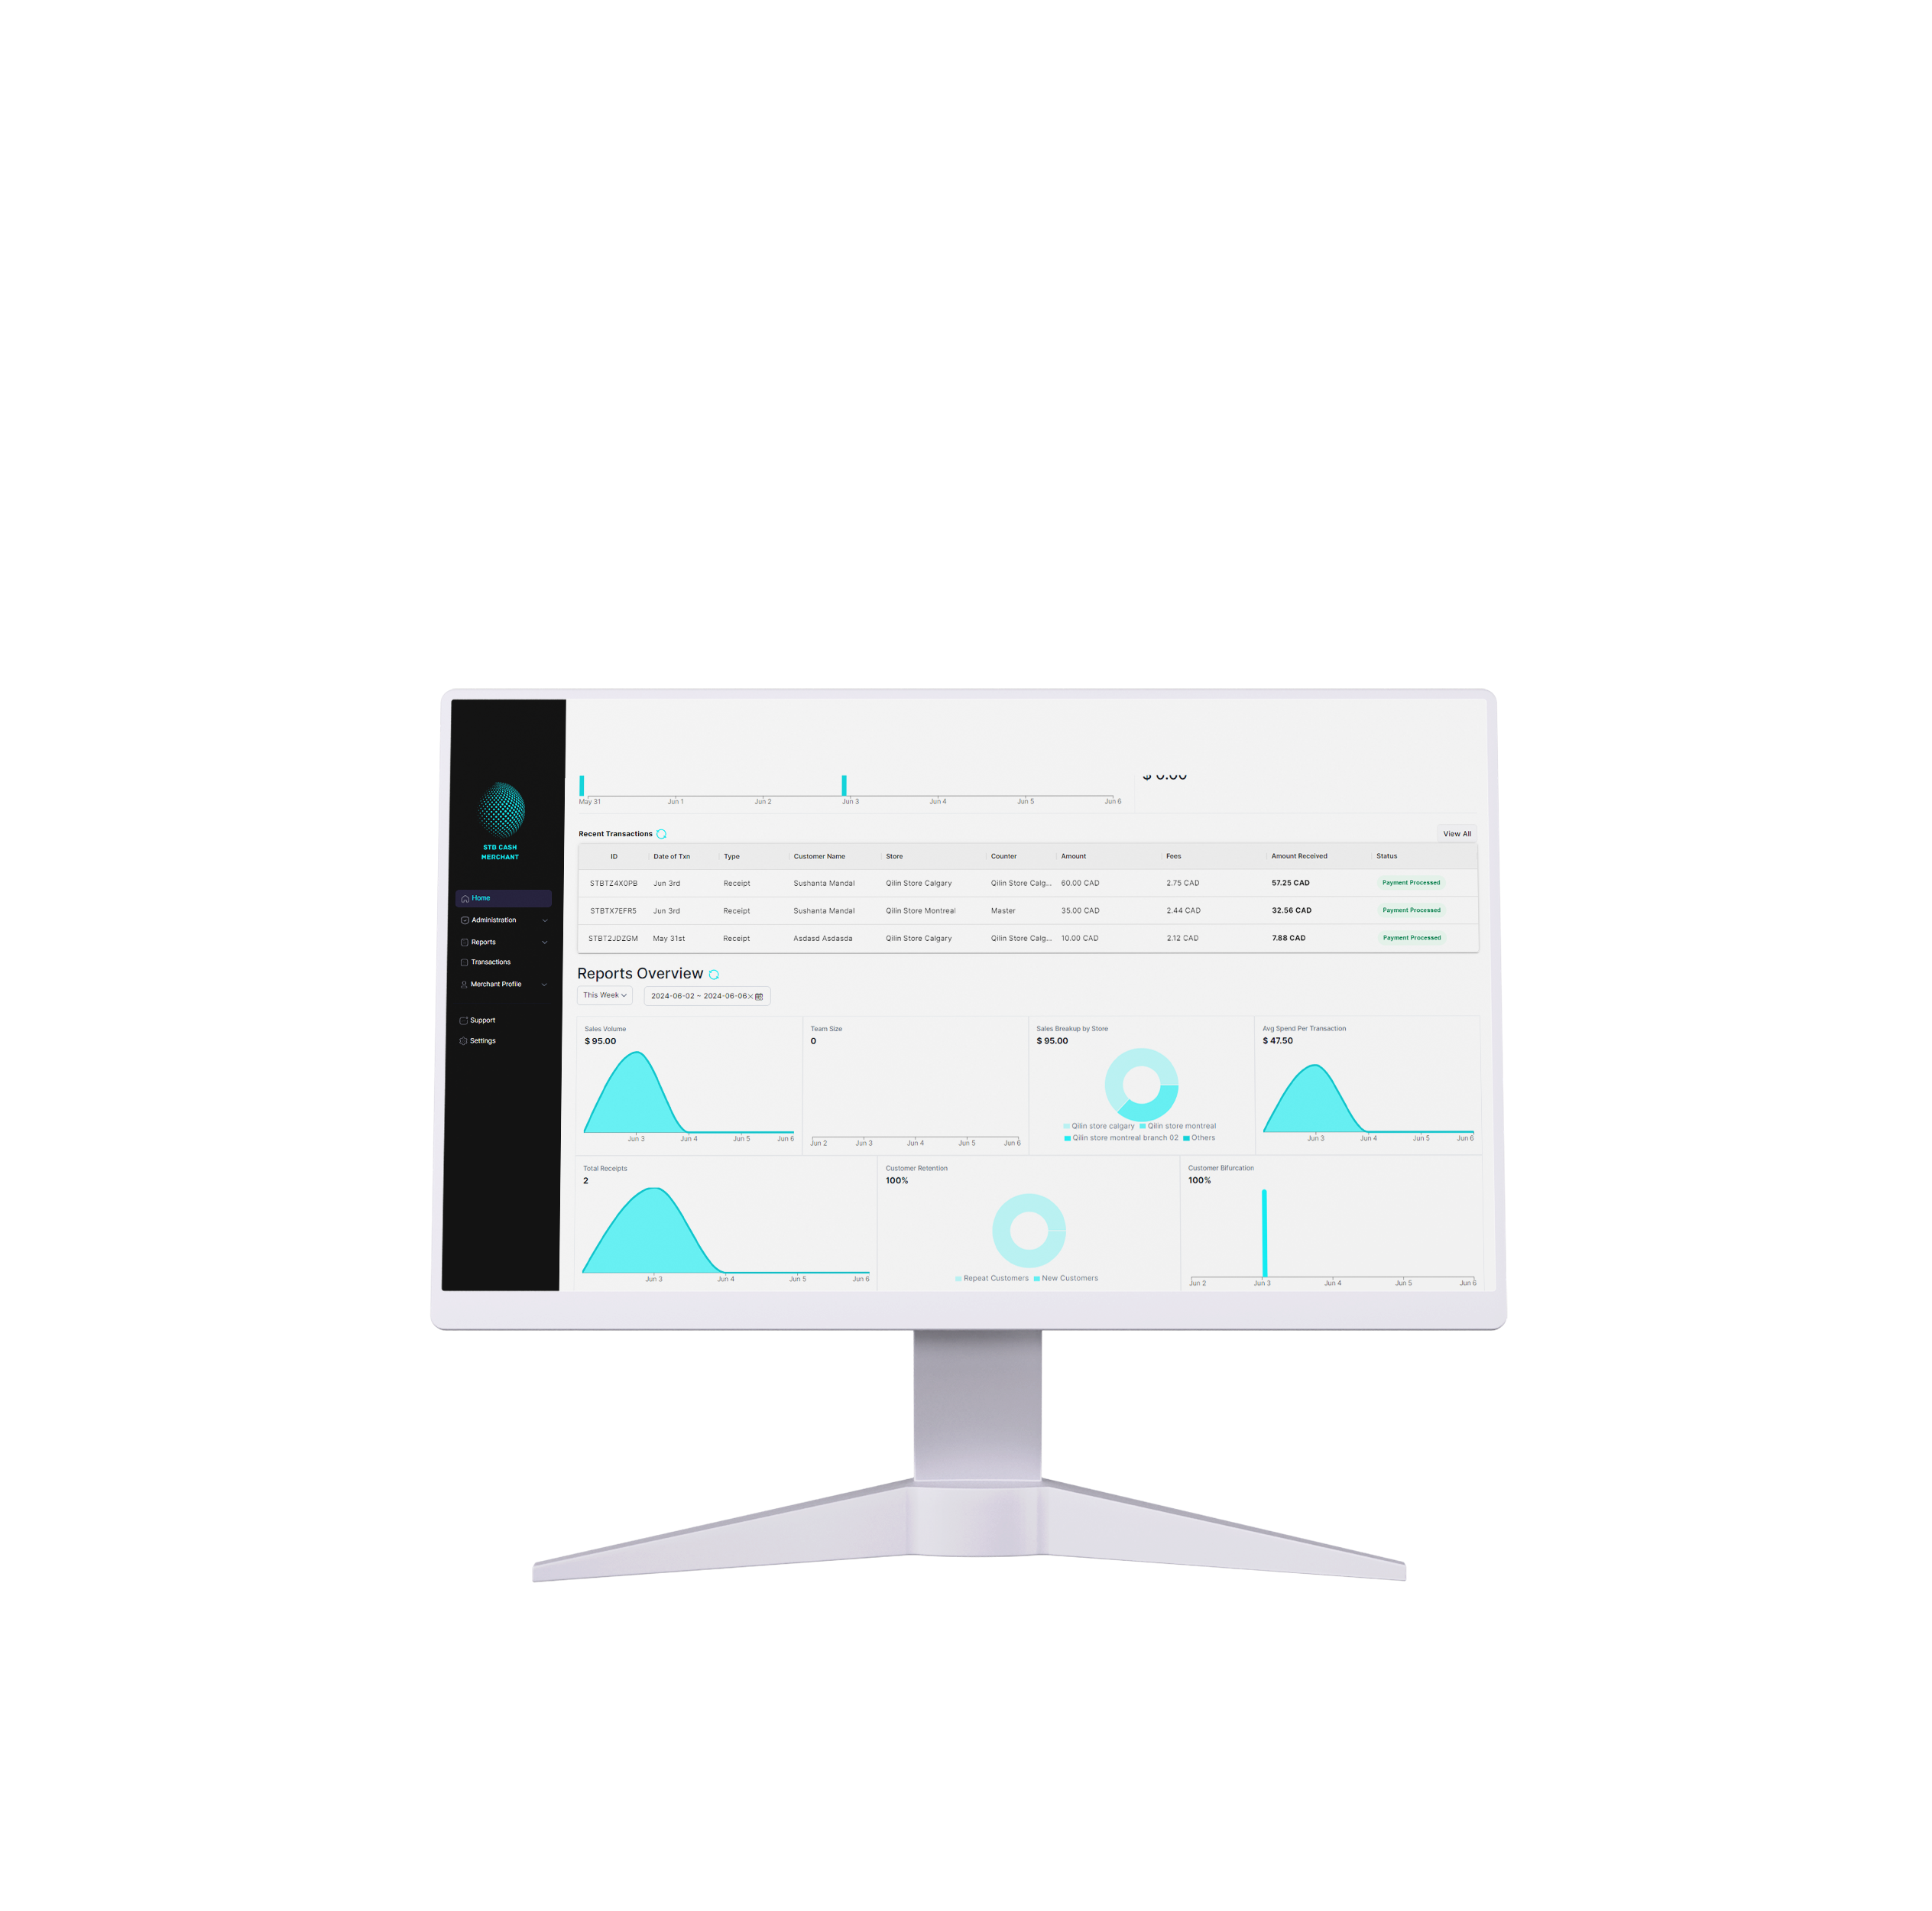 $ 0.00
May 31 Jun 1 Jun 2 Jun 3 Jun 4 Jun 5 Jun 6
STB CASH
MERCHANT
Home
Administration
Reports
Transactions
Merchant Profile
Support
Settings
Recent Transactions View All
ID Date of Txn Type Customer Name Store Counter Amount Fees Amount Received Status
STBTZ4X0PB Jun 3rd Receipt Sushanta Mandal Qilin Store Calgary Qilin Store Calg... 60.00 CAD 2.75 CAD 57.25 CAD Payment Processed
STBTX7EFR5 Jun 3rd Receipt Sushanta Mandal Qilin Store Montreal Master 35.00 CAD 2.44 CAD 32.56 CAD Payment Processed
STBT2JDZGM May 31st Receipt Asdasd Asdasda Qilin Store Calgary Qilin Store Calg... 10.00 CAD 2.12 CAD 7.88 CAD Payment Processed
Reports Overview
This Week 2024-06-02 ~ 2024-06-06
Sales Volume
$ 95.00
Jun 3 Jun 4 Jun 5 Jun 6
Team Size
0
Jun 2 Jun 3 Jun 4 Jun 5 Jun 6
Sales Breakup by Store
$ 95.00
Qilin store calgary Qilin store montreal
Qilin store montreal branch 02 Others
Avg Spend Per Transaction
$ 47.50
Jun 3 Jun 4 Jun 5 Jun 6
Total Receipts
2
Jun 3 Jun 4 Jun 5 Jun 6
Customer Retention
100%
Repeat Customers New Customers
Customer Bifurcation
100%
Jun 2 Jun 3 Jun 4 Jun 5 Jun 6